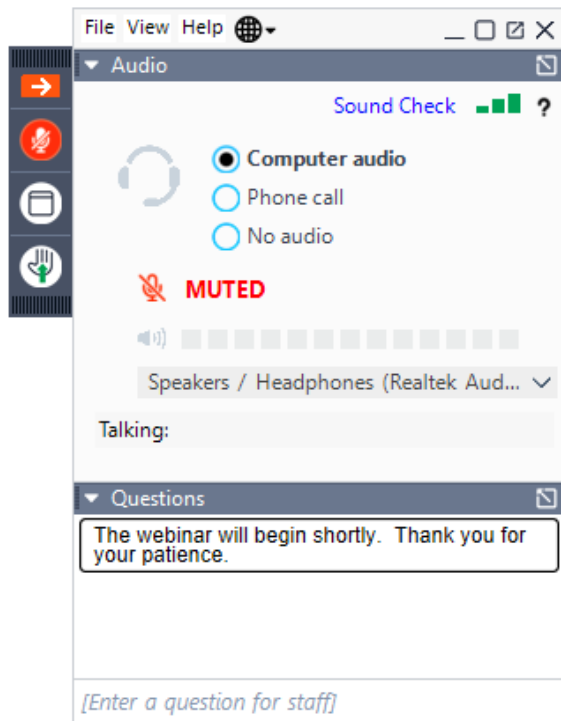 File View Help
Audio
Sound Check ?
Computer audio
Phone call
No audio
MUTED
Speakers / Headphones (Realtek Aud...
Talking:
Questions
The webinar will begin shortly.  Thank you for
your patience.
[Enter a question for staff]